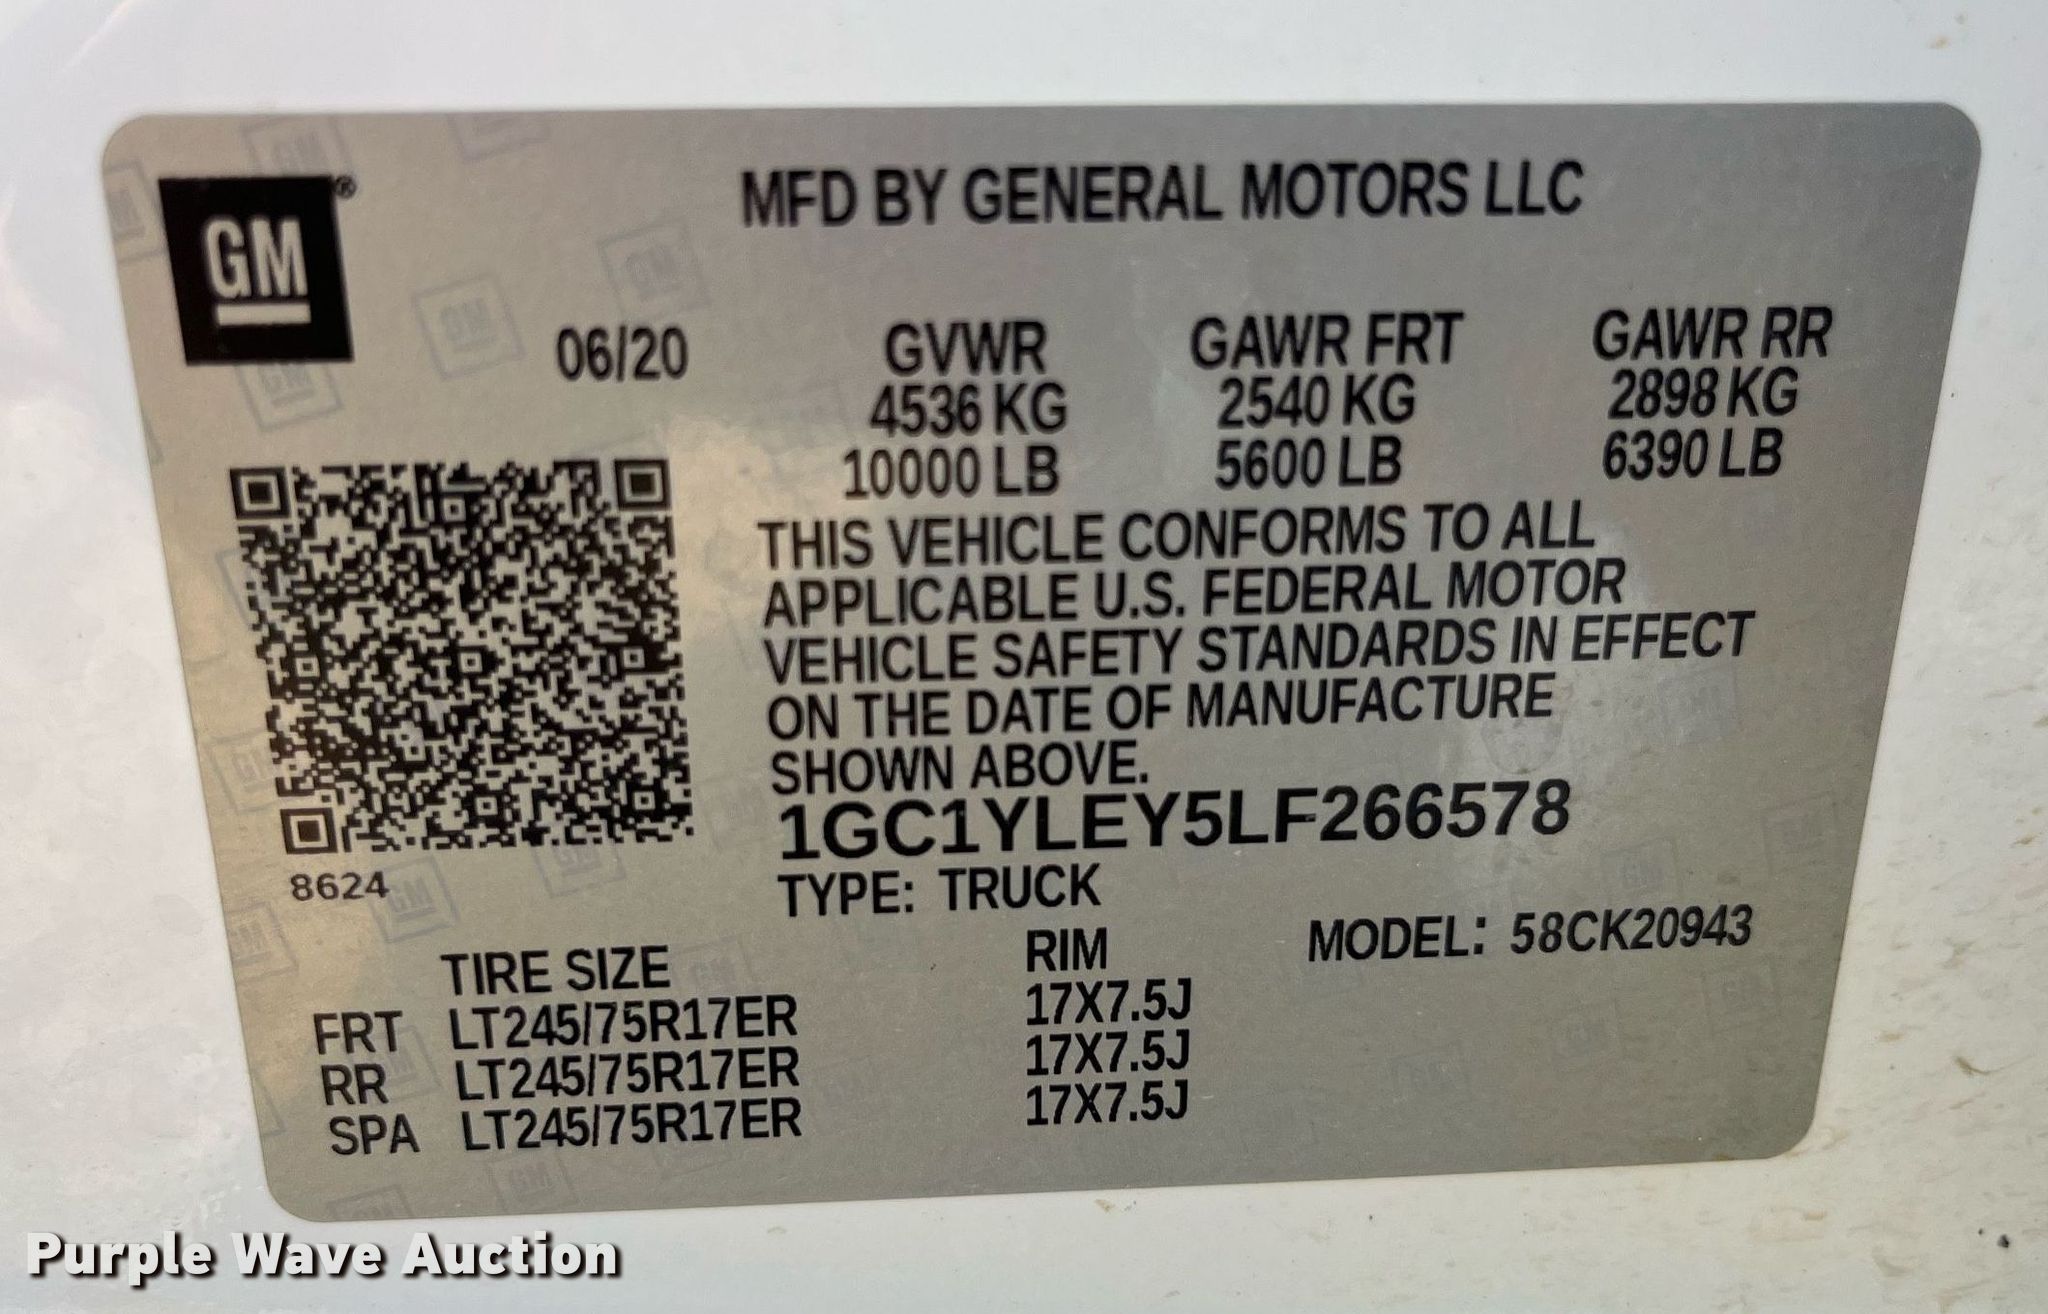 GM®
MFD BY GENERAL MOTORS LLC
06/20 GVWR GAWR FRT GAWR RR
4536 KG 2540 KG 2898 KG
10000 LB 5600 LB 6390 LB
THIS VEHICLE CONFORMS TO ALL
APPLICABLE U.S. FEDERAL MOTOR
VEHICLE SAFETY STANDARDS IN EFFECT
ON THE DATE OF MANUFACTURE
SHOWN ABOVE.
1GC1YLEY5LF266578
8624
TYPE: TRUCK
TIRE SIZE RIM MODEL: 58CK20943
FRT LT245/75R17ER 17X7.5J
RR LT245/75R17ER 17X7.5J
SPA LT245/75R17ER 17X7.5J
Purple Wave Auction